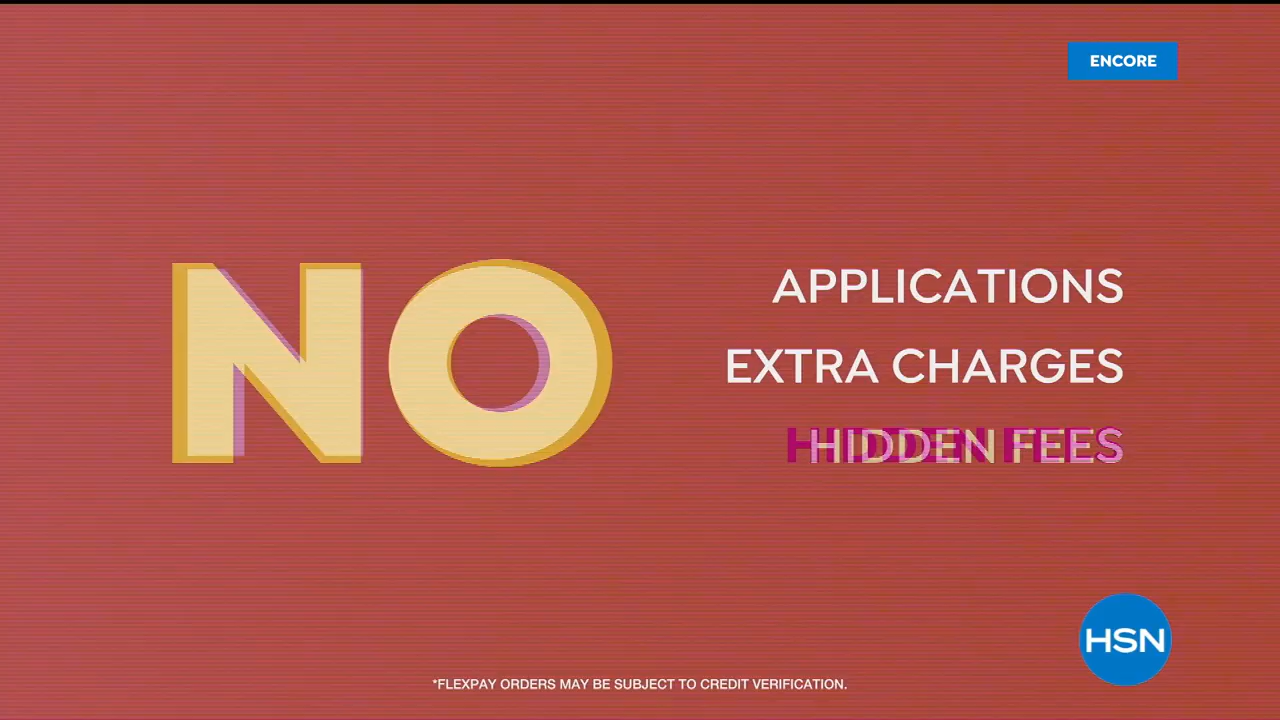 ENCORE
NO
APPLICATIONS
EXTRA CHARGES
HIDDEN FEES
HSN
*FLEXPAY ORDERS MAY BE SUBJECT TO CREDIT VERIFICATION.